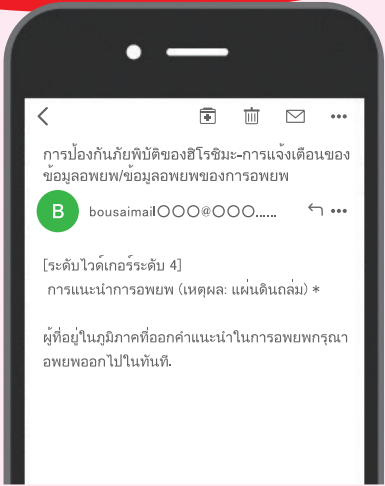 การป้องกันภัยพิบัติของฮิโรชิมะ-การแจ้งเตือนของ
ข้อมูลอพยพ/ข้อมูลอพยพของการอพยพ
B bousaimail〇〇〇@〇〇〇......
[ระดับไวด์เกอร์ระดับ 4]
การแนะนำการอพยพ (เหตุผล: แผ่นดินถล่ม) *
ผู้ที่อยู่ในภูมิภาคที่ออกคำแนะนำในการอพยพกรุณา
อพยพออกไปในทันที.